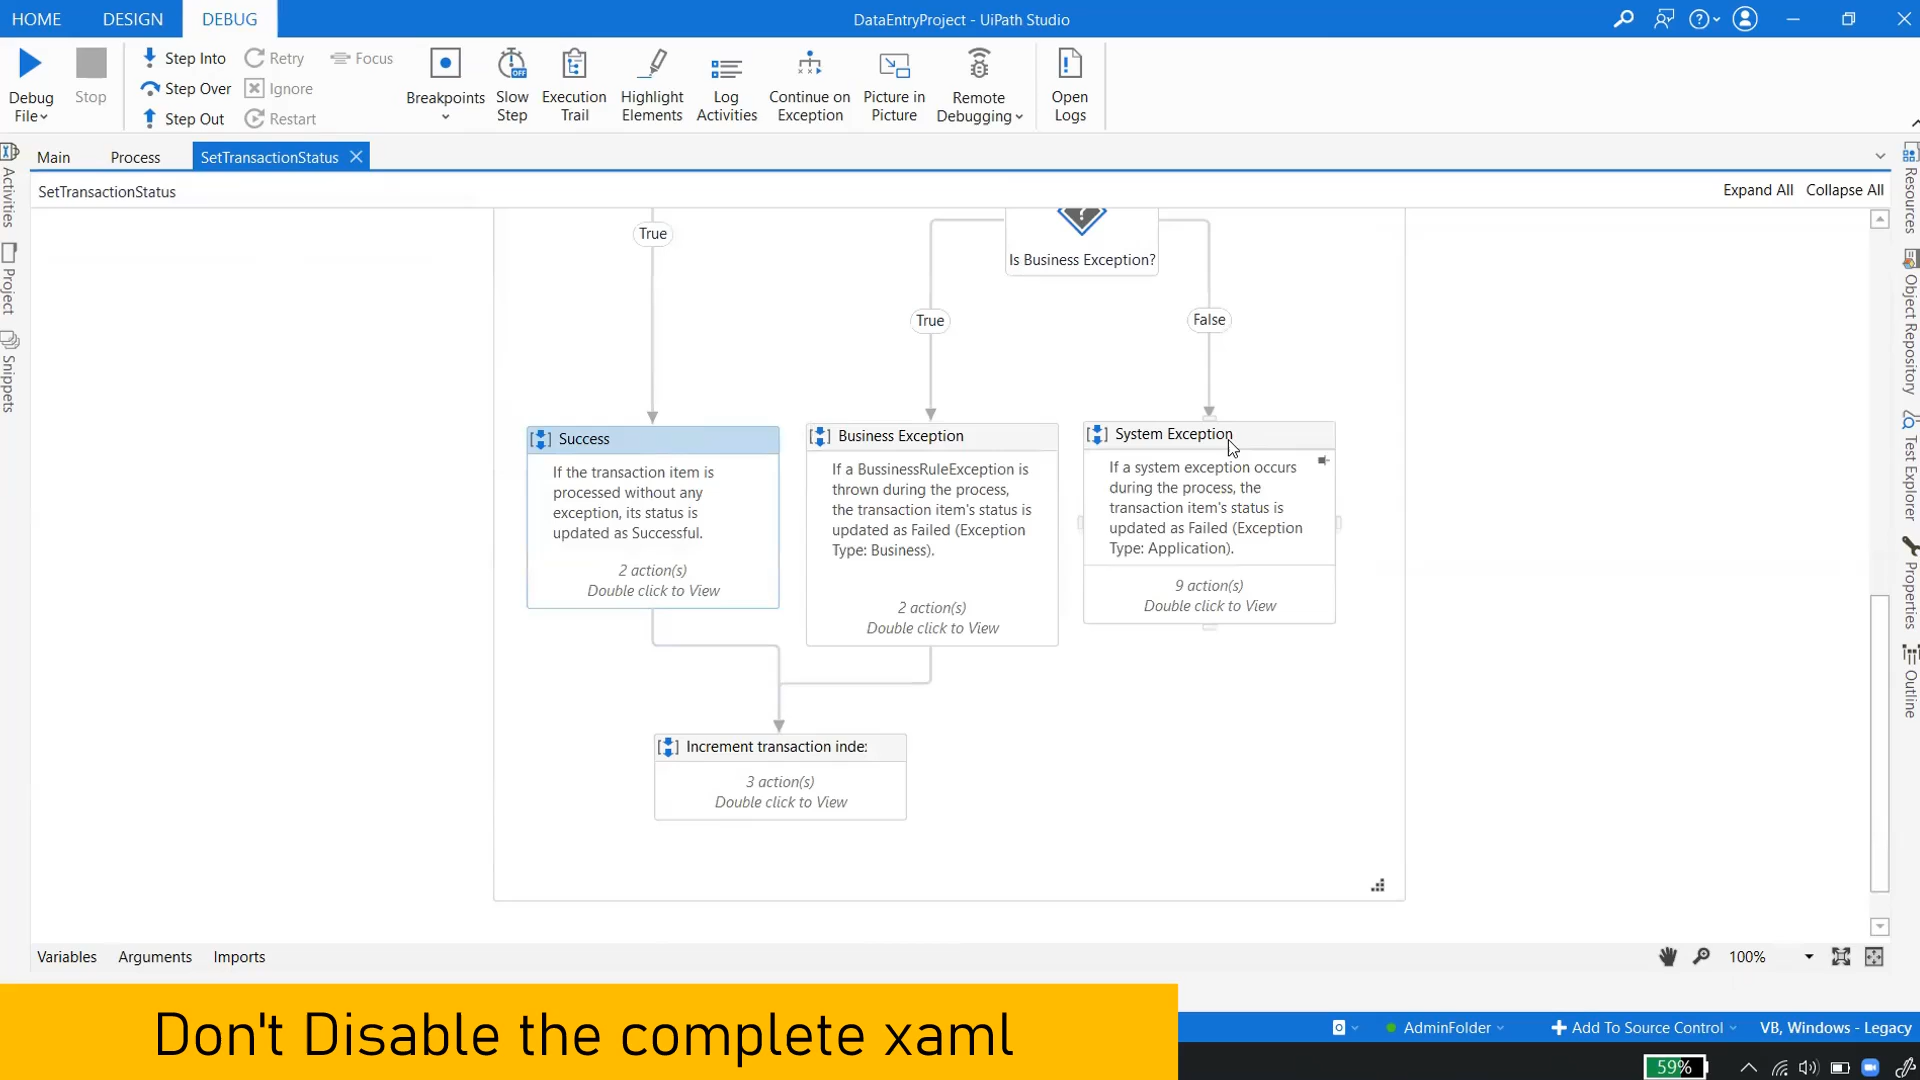 HOME DESIGN DEBUG
DataEntryProject - UiPath Studio
Debug
File
Stop
Step Into
Step Over
Step Out
Retry
Ignore
Restart
Focus
Breakpoints
Slow
Step
Execution
Trail
Highlight
Elements
Log
Activities
Continue on
Exception
Picture in
Picture
Remote
Debugging
Open
Logs
Main Process SetTransactionStatus
SetTransactionStatus
Expand All Collapse All
Activities
Project
Snippets
Resources
Object Repository
Test Explorer
Properties
Outline
True
Is Business Exception?
True
False
Success
If the transaction item is
processed without any
exception, its status is
updated as Successful.
2 action(s)
Double click to View
Business Exception
If a BussinessRuleException is
thrown during the process,
the transaction item's status is
updated as Failed (Exception
Type: Business).
2 action(s)
Double click to View
System Exception
If a system exception occurs
during the process, the
transaction item's status is
updated as Failed (Exception
Type: Application).
9 action(s)
Double click to View
Increment transaction inde:
3 action(s)
Double click to View
Variables Arguments Imports
100%
Don't Disable the complete xaml
AdminFolder
Add To Source Control
VB, Windows - Legacy
59%